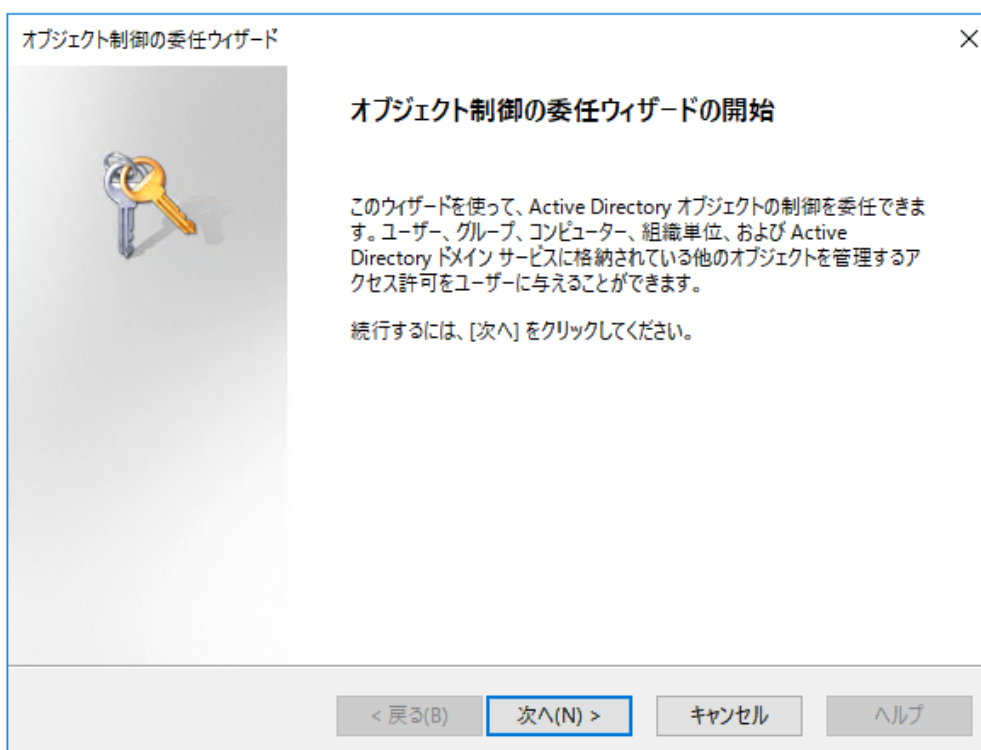 オブジェクト制御の委任ウィザード
オブジェクト制御の委任ウィザードの開始
このウィザードを使って、Active Directory オブジェクトの制御を委任できま
す。ユーザー、グループ、コンピューター、組織単位、および Active
Directory ドメイン サービスに格納されている他のオブジェクトを管理するア
クセス許可をユーザーに与えることができます。
続行するには、[次へ] をクリックしてください。
< 戻る(B)
次へ(N) >
キャンセル
ヘルプ